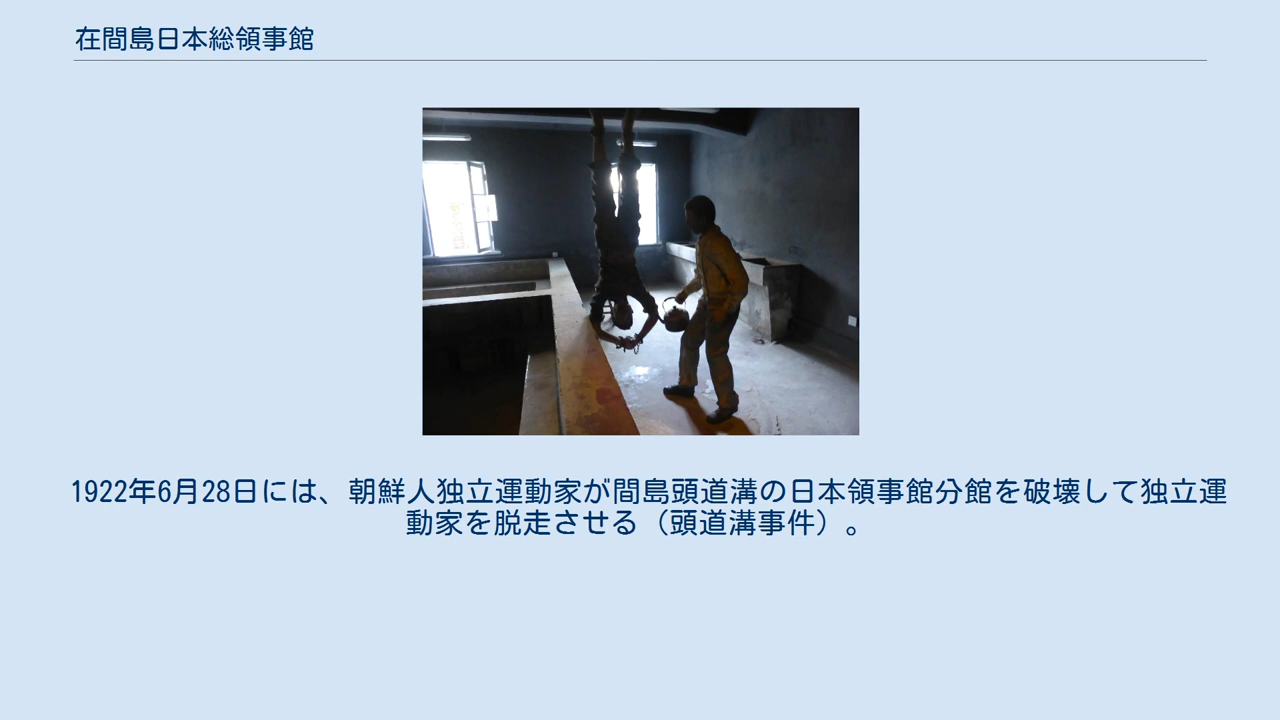 在間島日本総領事館
1922年6月28日には、朝鮮人独立運動家が間島頭道溝の日本領事館分館を破壊して独立運
動家を脱走させる（頭道溝事件）。